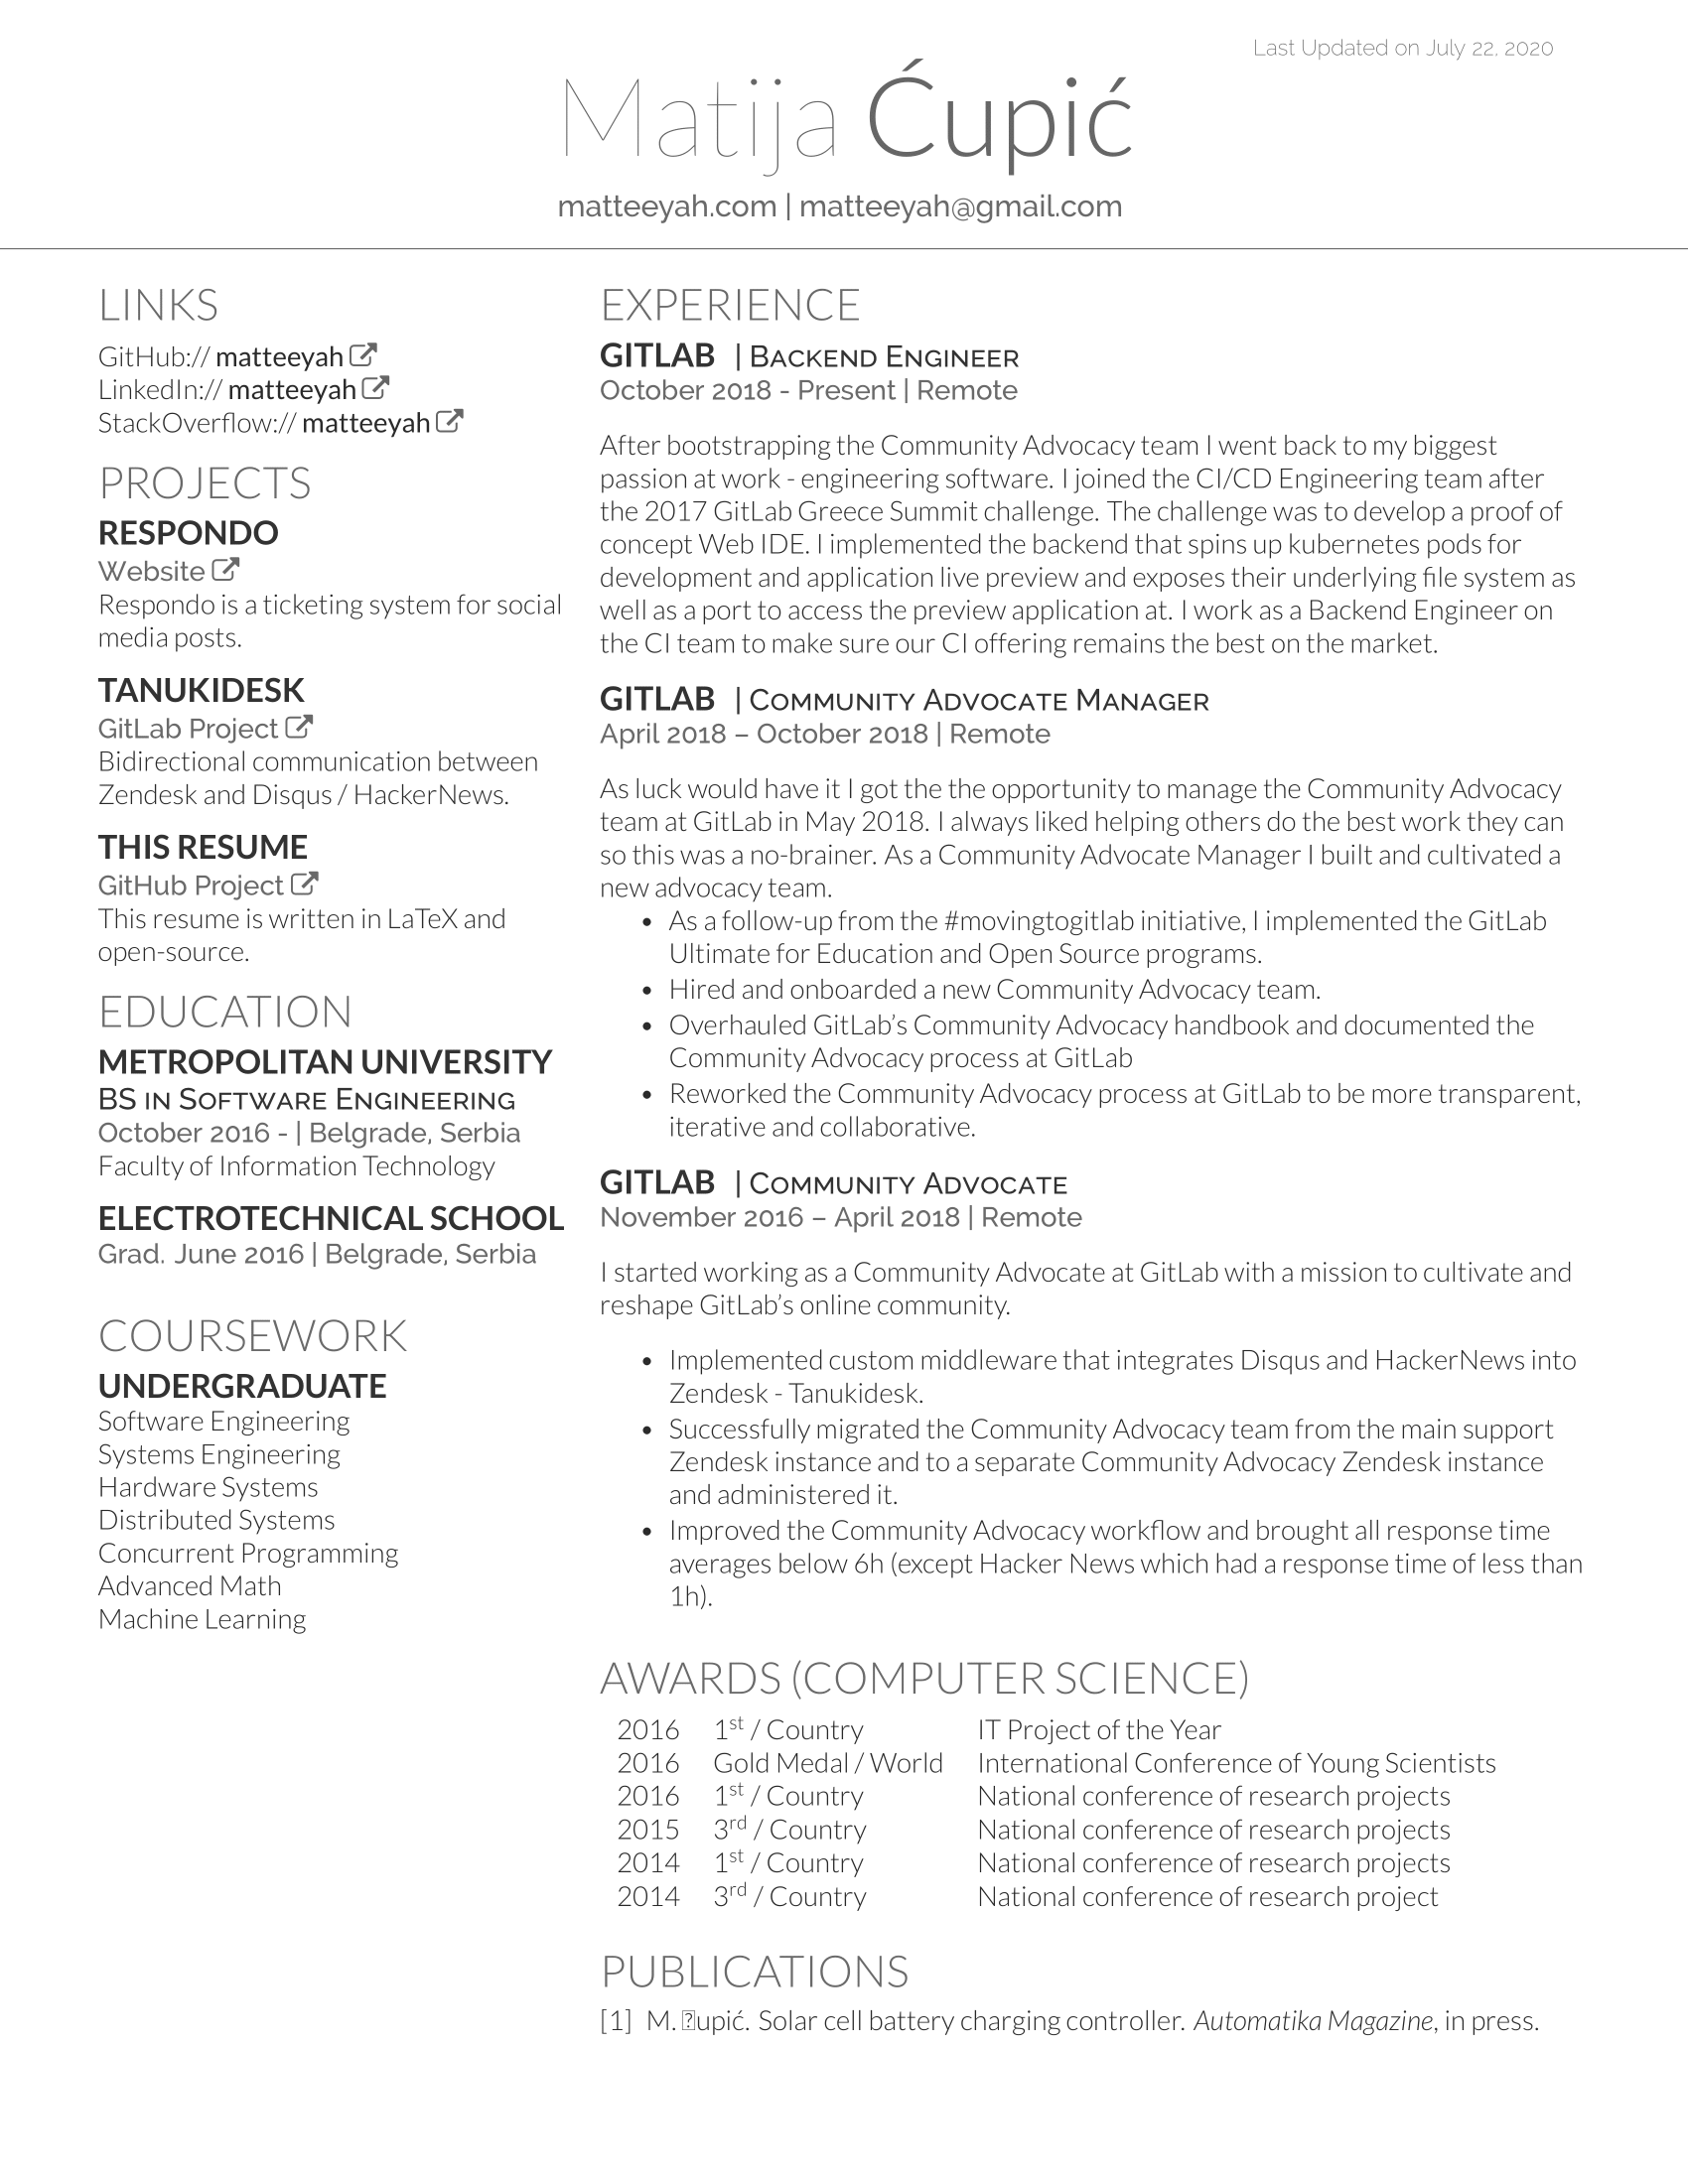 Last Updated on July 22, 2020
Matija Ćupić
matteeyah.com | matteeyah@gmail.com
LINKS
GitHub:// matteeyah
LinkedIn:// matteeyah
StackOverflow:// matteeyah
PROJECTS
RESPONDO
Website
Respondo is a ticketing system for social
media posts.
TANUKIDESK
GitLab Project
Bidirectional communication between
Zendesk and Disqus / HackerNews.
THIS RESUME
GitHub Project
This resume is written in LaTeX and
open-source.
EDUCATION
METROPOLITAN UNIVERSITY
BS in Software Engineering
October 2016 - | Belgrade, Serbia
Faculty of Information Technology
ELECTROTECHNICAL SCHOOL
Grad. June 2016 | Belgrade, Serbia
COURSEWORK
UNDERGRADUATE
Software Engineering
Systems Engineering
Hardware Systems
Distributed Systems
Concurrent Programming
Advanced Math
Machine Learning
EXPERIENCE
GITLAB | Backend Engineer
October 2018 - Present | Remote
After bootstrapping the Community Advocacy team I went back to my biggest
passion at work - engineering software. I joined the CI/CD Engineering team after
the 2017 GitLab Greece Summit challenge. The challenge was to develop a proof of
concept Web IDE. I implemented the backend that spins up kubernetes pods for
development and application live preview and exposes their underlying file system as
well as a port to access the preview application at. I work as a Backend Engineer on
the CI team to make sure our CI offering remains the best on the market.
GITLAB | Community Advocate Manager
April 2018 – October 2018 | Remote
As luck would have it I got the the opportunity to manage the Community Advocacy
team at GitLab in May 2018. I always liked helping others do the best work they can
so this was a no-brainer. As a Community Advocate Manager I built and cultivated a
new advocacy team.
• As a follow-up from the #movingtogitlab initiative, I implemented the GitLab
Ultimate for Education and Open Source programs.
• Hired and onboarded a new Community Advocacy team.
• Overhauled GitLab's Community Advocacy handbook and documented the
Community Advocacy process at GitLab
• Reworked the Community Advocacy process at GitLab to be more transparent,
iterative and collaborative.
GITLAB | Community Advocate
November 2016 – April 2018 | Remote
I started working as a Community Advocate at GitLab with a mission to cultivate and
reshape GitLab's online community.
• Implemented custom middleware that integrates Disqus and HackerNews into
Zendesk - Tanukidesk.
• Successfully migrated the Community Advocacy team from the main support
Zendesk instance and to a separate Community Advocacy Zendesk instance
and administered it.
• Improved the Community Advocacy workflow and brought all response time
averages below 6h (except Hacker News which had a response time of less than
1h).
AWARDS (COMPUTER SCIENCE)
2016 1st / Country IT Project of the Year
2016 Gold Medal / World International Conference of Young Scientists
2016 1st / Country National conference of research projects
2015 3rd / Country National conference of research projects
2014 1st / Country National conference of research projects
2014 3rd / Country National conference of research project
PUBLICATIONS
[1] M. ⍰upić. Solar cell battery charging controller. Automatika Magazine, in press.